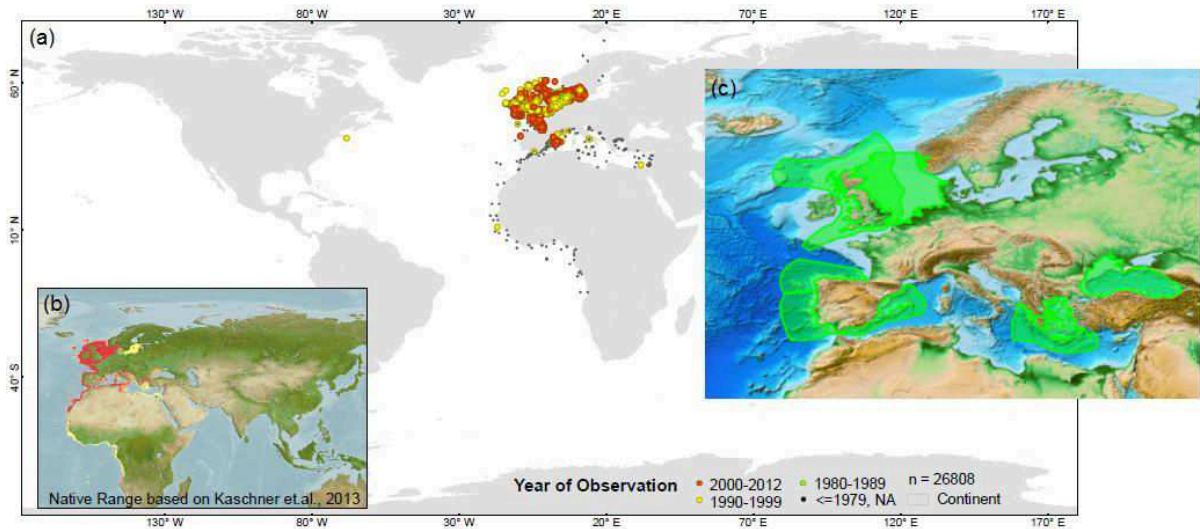 130° W 80° W 30° W 20° E 70° E 120° E 170° E
(a)
60° N
(c)
10° N
(b)
40° S
Native Range based on Kaschner et.al., 2013
Year of Observation
2000-2012
1990-1999
1980-1989
<=1979, NA
n = 26808
Continent
130° W 80° W 30° W 20° E 70° E 120° E 170° E